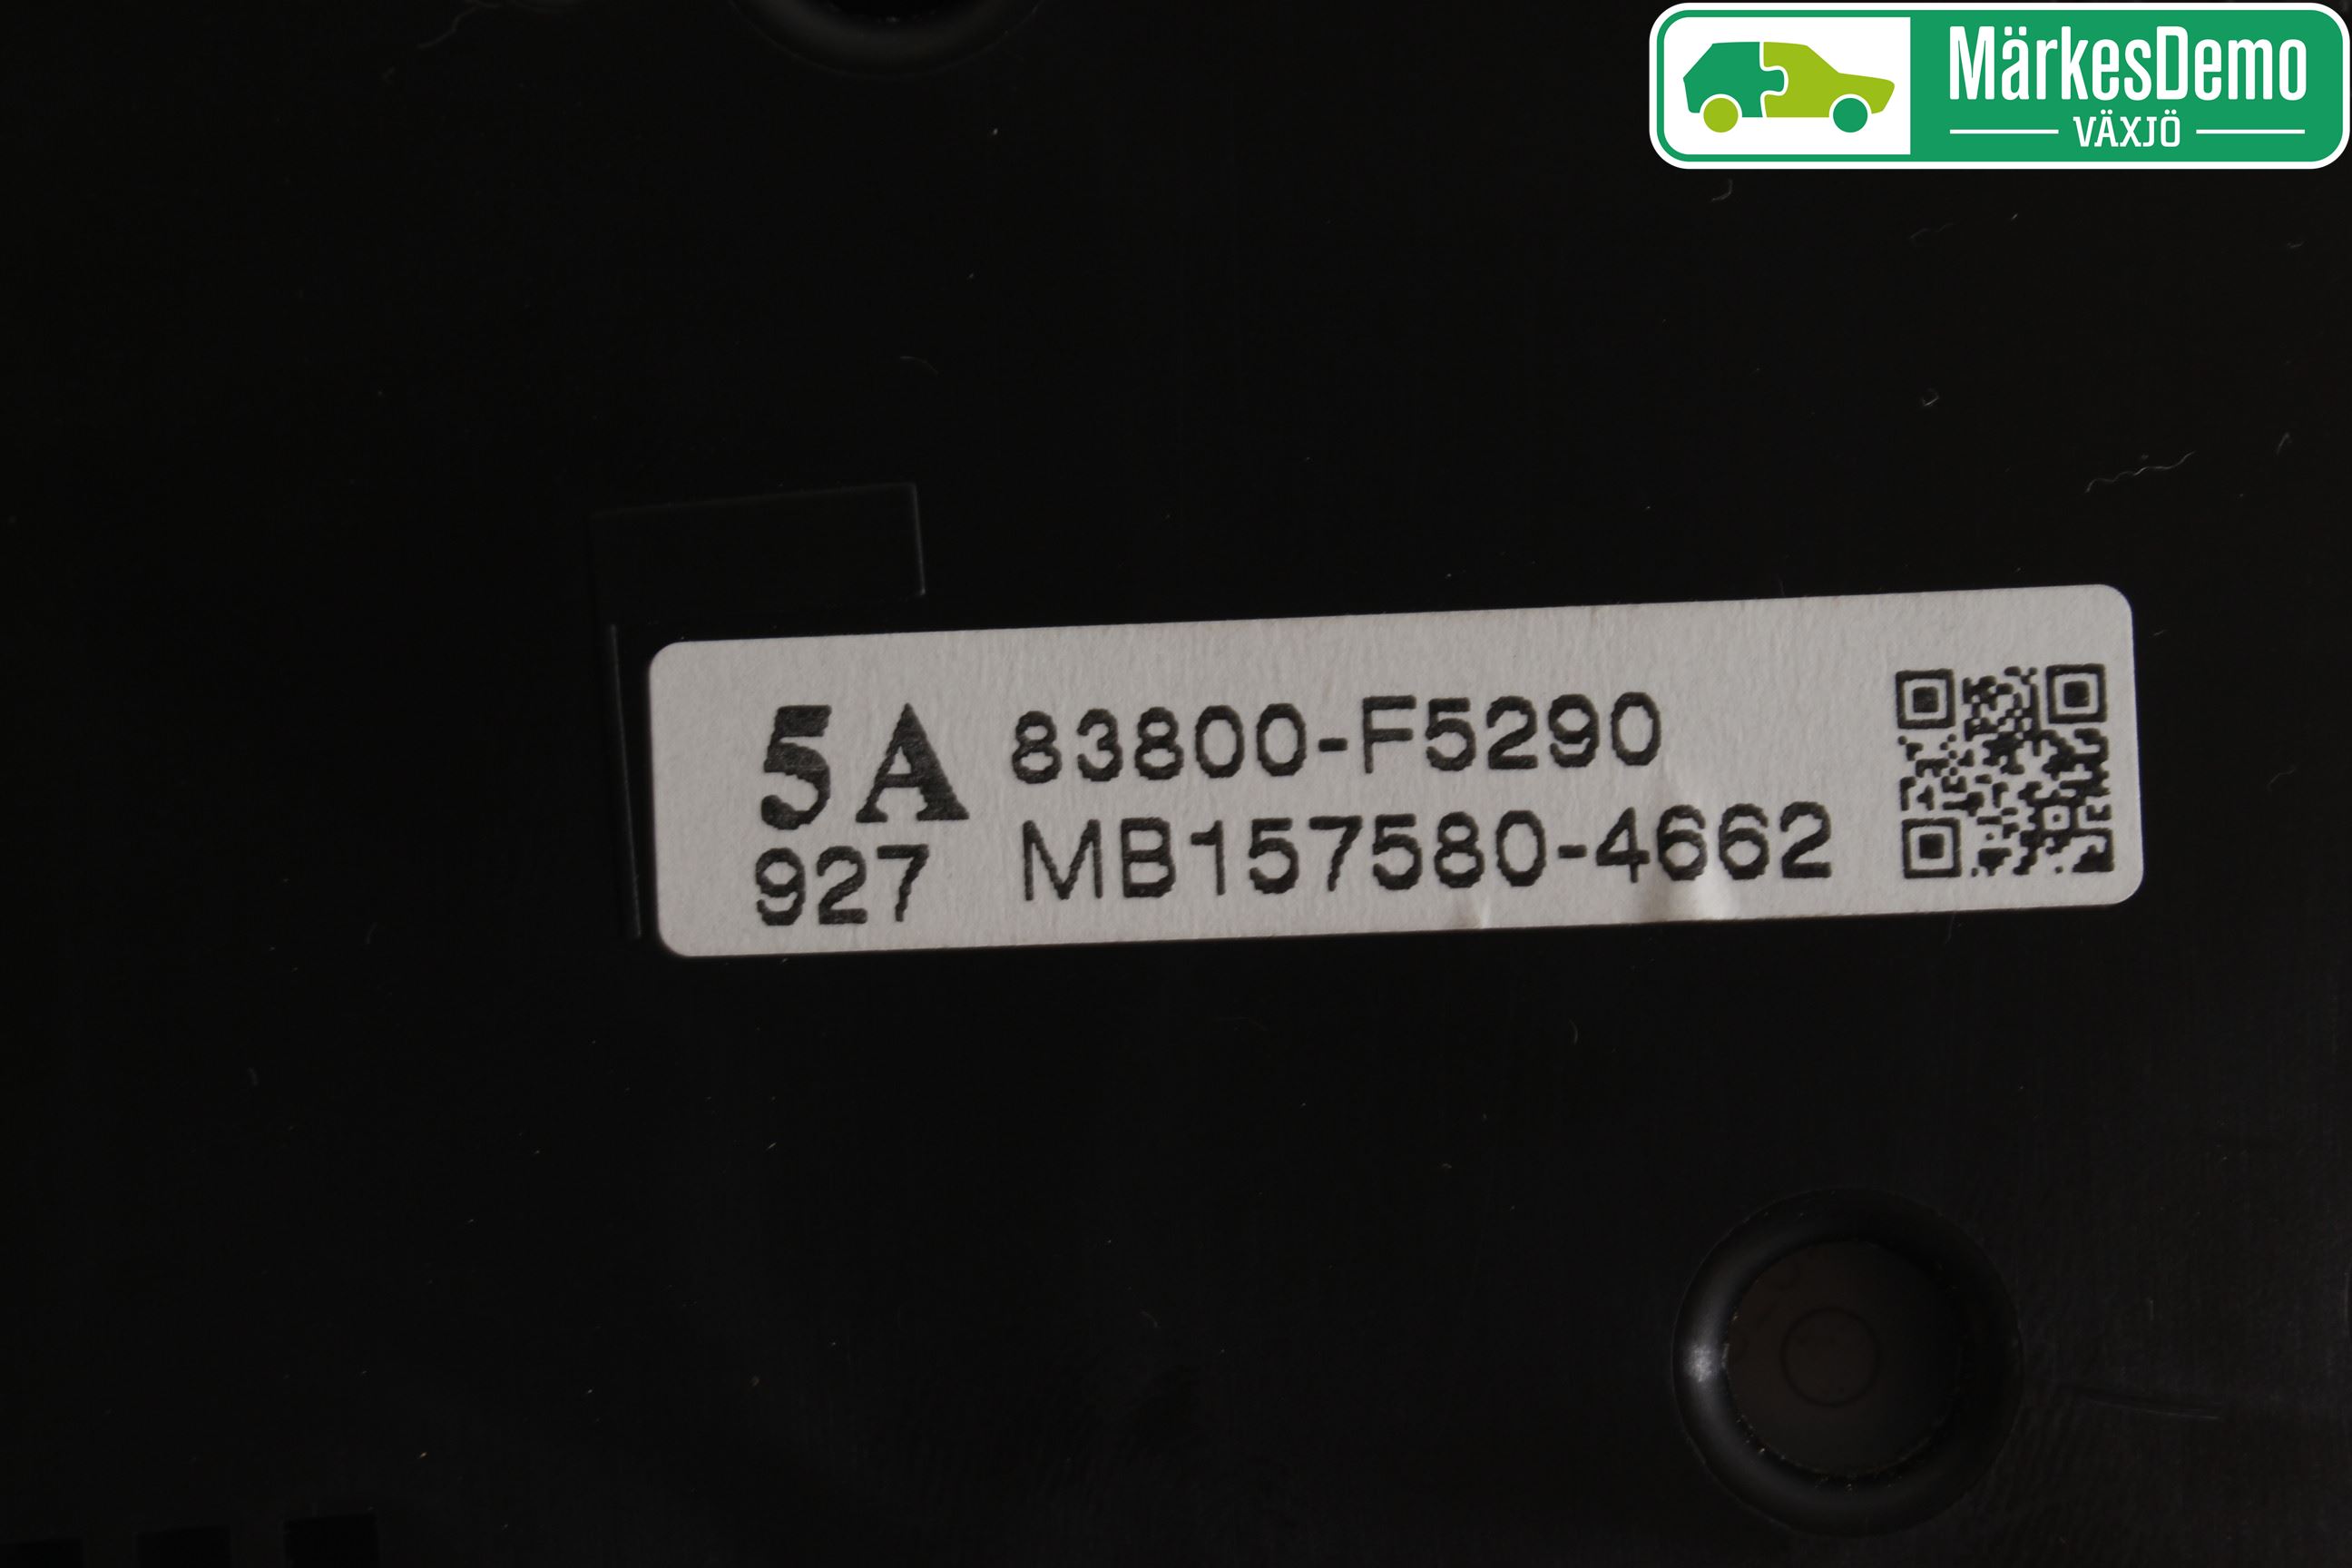 MärkesDemo
VÄXJÖ
5A 83800-F5290
927 MB157580-4662